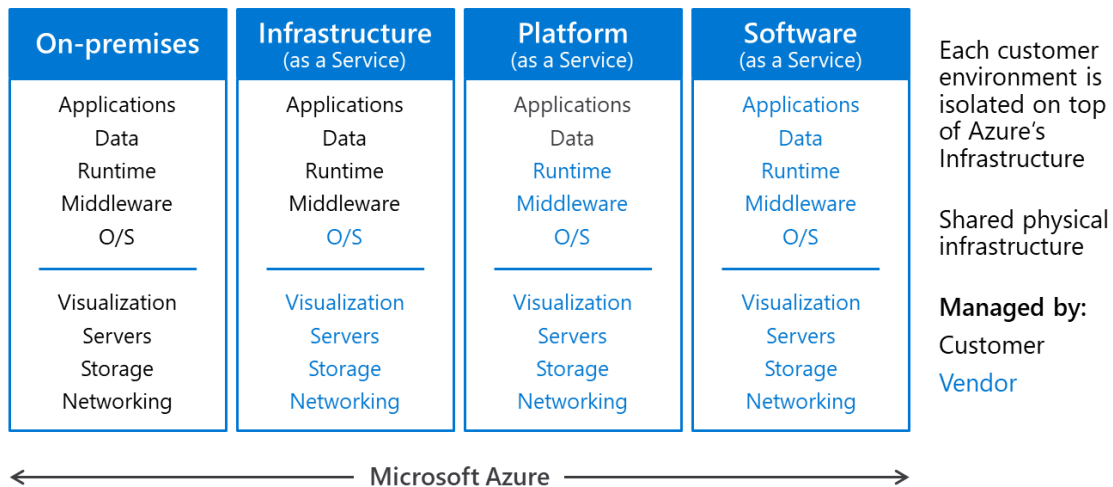 On-premises
Applications
Data
Runtime
Middleware
O/S
Visualization
Servers
Storage
Networking
Infrastructure
(as a Service)
Applications
Data
Runtime
Middleware
O/S
Visualization
Servers
Storage
Networking
Platform
(as a Service)
Applications
Data
Runtime
Middleware
O/S
Visualization
Servers
Storage
Networking
Software
(as a Service)
Applications
Data
Runtime
Middleware
O/S
Visualization
Servers
Storage
Networking
Each customer
environment is
isolated on top
of Azure’s
Infrastructure
Shared physical
infrastructure
Managed by:
Customer
Vendor
Microsoft Azure